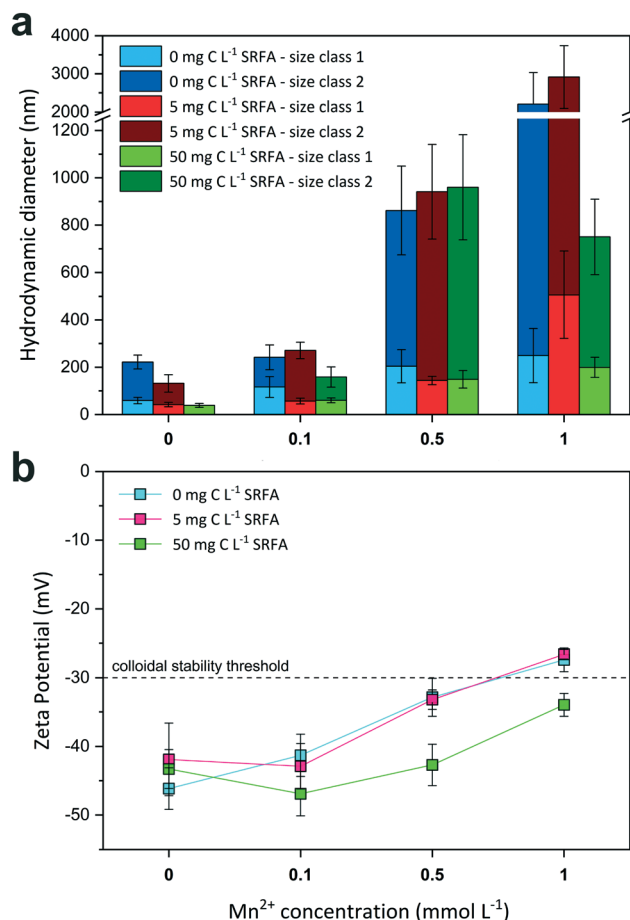 a
4000
3000
2000
1200
1000
800
600
400
200
0
Hydrodynamic diameter (nm)
0 mg C L⁻¹ SRFA - size class 1
0 mg C L⁻¹ SRFA - size class 2
5 mg C L⁻¹ SRFA - size class 1
5 mg C L⁻¹ SRFA - size class 2
50 mg C L⁻¹ SRFA - size class 1
50 mg C L⁻¹ SRFA - size class 2
0 0.1 0.5 1
b
0
-10
-20
-30
-40
-50
Zeta Potential (mV)
0 mg C L⁻¹ SRFA
5 mg C L⁻¹ SRFA
50 mg C L⁻¹ SRFA
colloidal stability threshold
0 0.1 0.5 1
Mn²⁺ concentration (mmol L⁻¹)